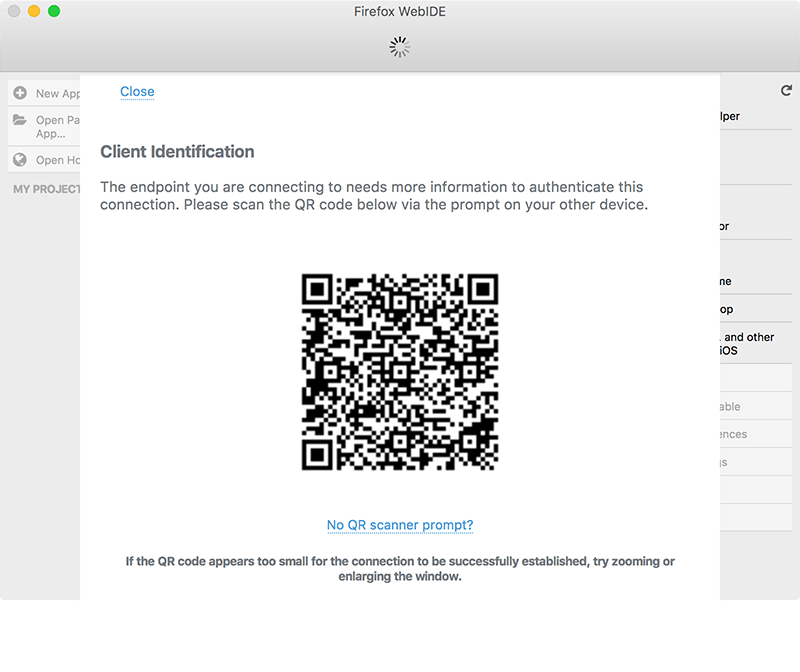 Firefox WebIDE
New App
Open Pa
App...
Open Ho
MY PROJECT
Close
Client Identification
The endpoint you are connecting to needs more information to authenticate this
connection. Please scan the QR code below via the prompt on your other device.
No QR scanner prompt?
If the QR code appears too small for the connection to be successfully established, try zooming or
enlarging the window.
lper
or
me
op
, and other
iOS
able
ences
gs